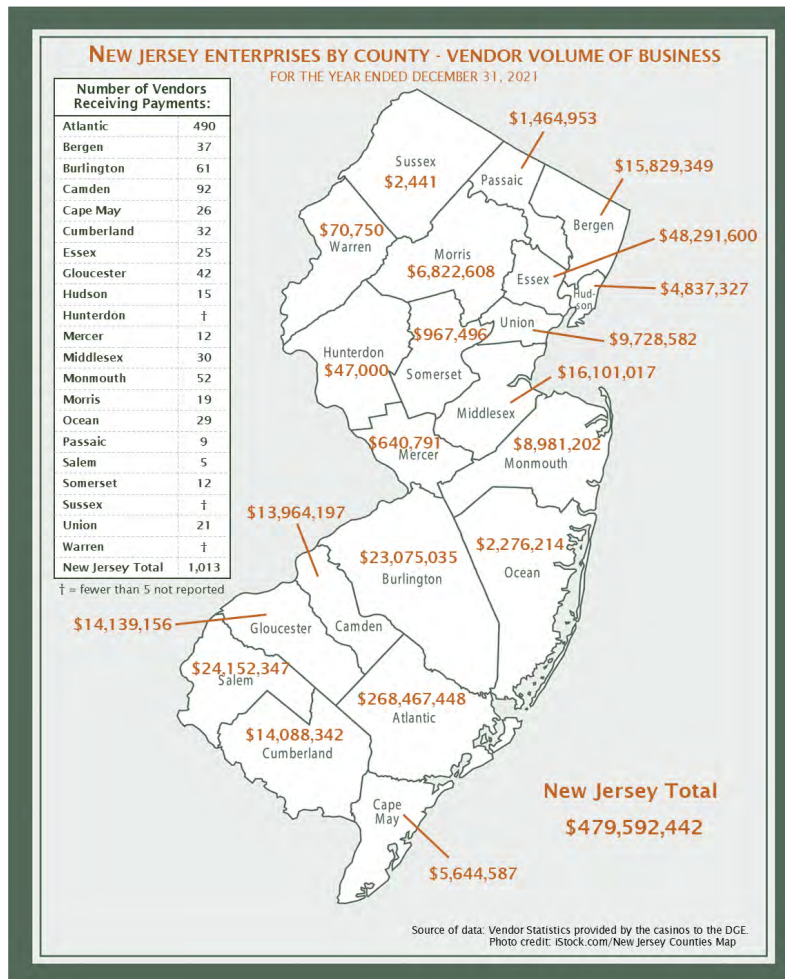 NEW JERSEY ENTERPRISES BY COUNTY - VENDOR VOLUME OF BUSINESS
FOR THE YEAR ENDED DECEMBER 31, 2021
Number of Vendors
Receiving Payments:
Atlantic 490
Bergen 37
Burlington 61
Camden 92
Cape May 26
Cumberland 32
Essex 25
Gloucester 42
Hudson 15
Hunterdon †
Mercer 12
Middlesex 30
Monmouth 52
Morris 19
Ocean 29
Passaic 9
Salem 5
Somerset 12
Sussex †
Union 21
Warren †
New Jersey Total 1,013
† = fewer than 5 not reported
$1,464,953
Sussex
$2,441
Passaic
$15,829,349
Bergen
$70,750
Warren
$48,291,600
Morris
$6,822,608
Essex
Hud-
son
$4,837,327
Union
$967,496
$9,728,582
Hunterdon
$47,000
Somerset
$16,101,017
Middlesex
$640,791
Mercer
$8,981,202
Monmouth
$13,964,197
$23,075,035
Burlington
$2,276,214
Ocean
$14,139,156
Gloucester
Camden
$24,152,347
Salem
$268,467,448
Atlantic
$14,088,342
Cumberland
Cape
May
$5,644,587
New Jersey Total
$479,592,442
Source of data: Vendor Statistics provided by the casinos to the DGE.
Photo credit: iStock.com/New Jersey Counties Map